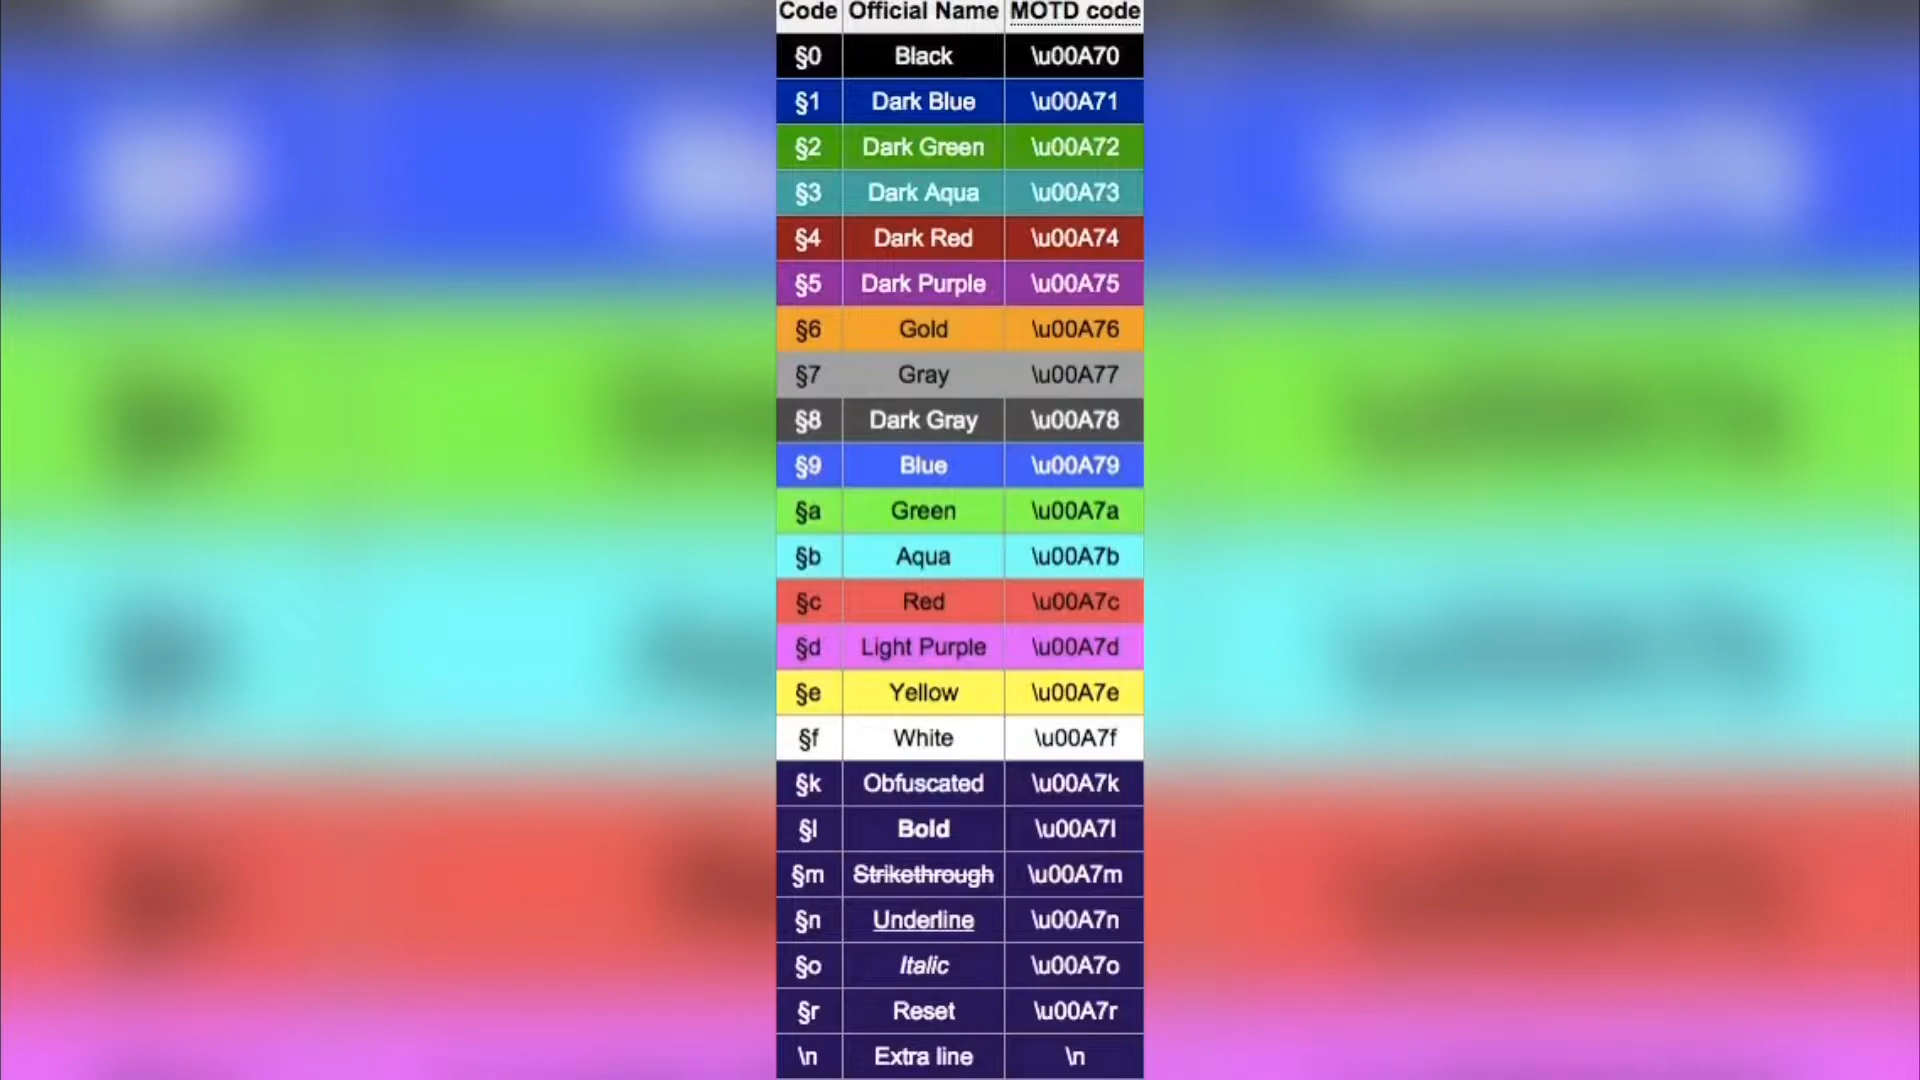 Code Official Name MOTD code
§0 Black \u00A70
§1 Dark Blue \u00A71
§2 Dark Green \u00A72
§3 Dark Aqua \u00A73
§4 Dark Red \u00A74
§5 Dark Purple \u00A75
§6 Gold \u00A76
§7 Gray \u00A77
§8 Dark Gray \u00A78
§9 Blue \u00A79
§a Green \u00A7a
§b Aqua \u00A7b
§c Red \u00A7c
§d Light Purple \u00A7d
§e Yellow \u00A7e
§f White \u00A7f
§k Obfuscated \u00A7k
§l Bold \u00A7l
§m Strikethrough \u00A7m
§n Underline \u00A7n
§o Italic \u00A7o
§r Reset \u00A7r
\n Extra line \n